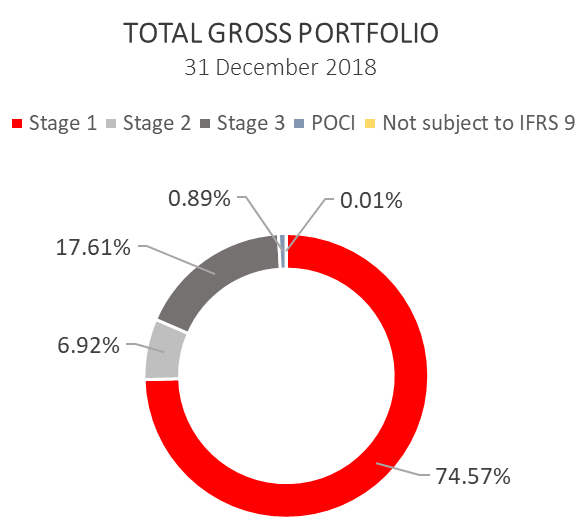 TOTAL GROSS PORTFOLIO
31 December 2018
Stage 1 Stage 2 Stage 3 POCI Not subject to IFRS 9
0.89%
0.01%
17.61%
6.92%
74.57%